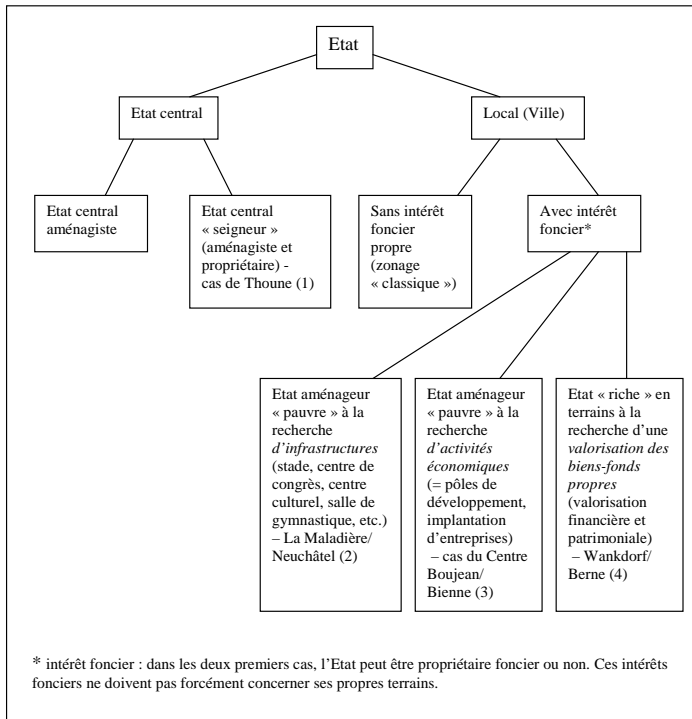 Etat
Etat central
Local (Ville)
Etat central
aménagiste
Etat central
« seigneur »
(aménagiste et
propriétaire) -
cas de Thoune (1)
Sans intérêt
foncier
propre
(zonage
« classique »)
Avec intérêt
foncier*
Etat aménageur
« pauvre » à la
recherche
d'infrastructures
(stade, centre de
congrès, centre
culturel, salle de
gymnastique, etc.)
– La Maladière/
Neuchâtel (2)
Etat aménageur
« pauvre » à la
recherche
d'activités
économiques
(= pôles de
développement,
implantation
d'entreprises)
– cas du Centre
Boujean/
Bienne (3)
Etat « riche » en
terrains à la
recherche d'une
valorisation des
biens-fonds
propres
(valorisation
financière et
patrimoniale)
– Wankdorf/
Berne (4)
* intérêt foncier : dans les deux premiers cas, l'Etat peut être propriétaire foncier ou non. Ces intérêts
fonciers ne doivent pas forcément concerner ses propres terrains.